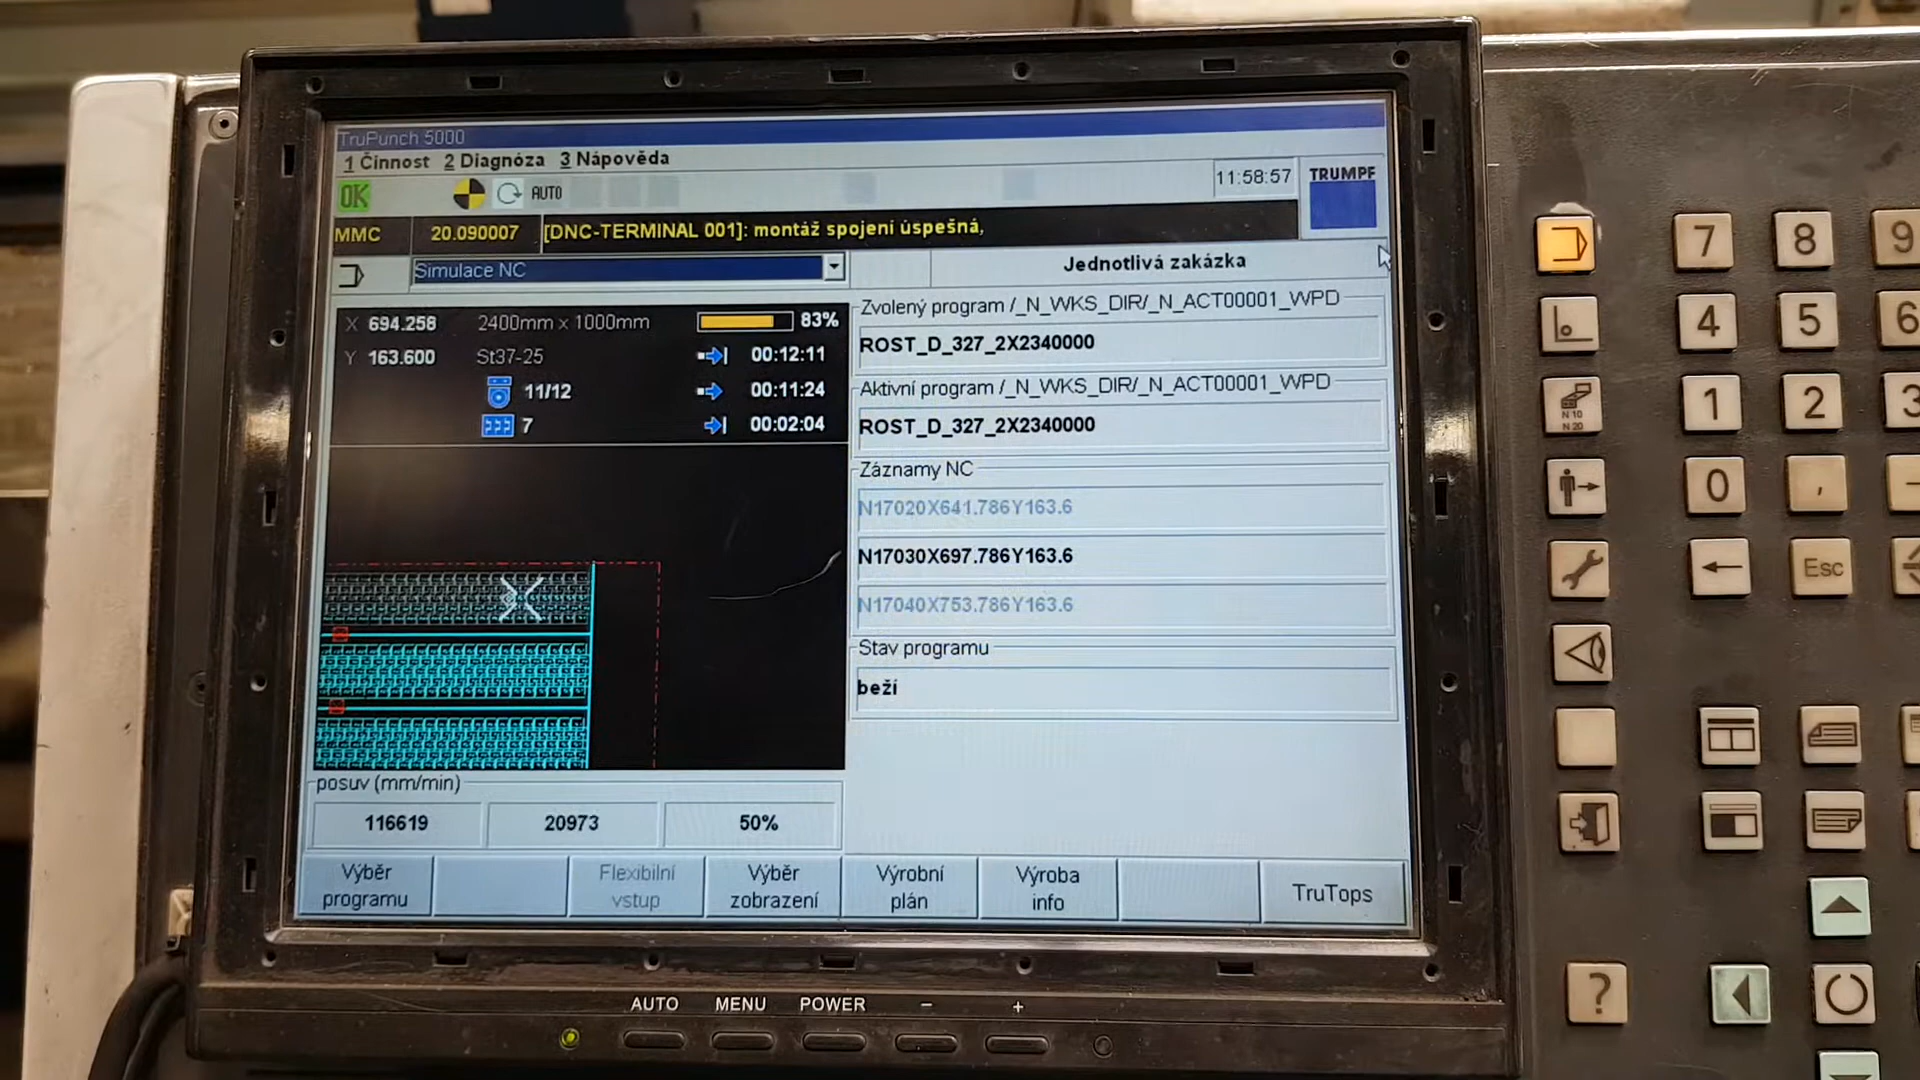 TruPunch 5000
1 Činnost 2 Diagnóza 3 Nápověda
OK AUTO 11:58:57 TRUMPF
MMC 20.090007 [DNC-TERMINAL 001]: montáž spojení úspešná,
Simulace NC
Jednotlivá zakázka
X 694.258 2400mm x 1000mm 83%
Y 163.600 St37-25 00:12:11
11/12 00:11:24
7 00:02:04
Zvolený program /_N_WKS_DIR/_N_ACT00001_WPD
ROST_D_327_2X2340000
Aktivní program /_N_WKS_DIR/_N_ACT00001_WPD
ROST_D_327_2X2340000
Záznamy NC
N17020X641.786Y163.6
N17030X697.786Y163.6
N17040X753.786Y163.6
Stav programu
beží
posuv (mm/min)
116619 20973 50%
Výběr programu
Flexibilní vstup
Výběr zobrazení
Výrobní plán
Výroba info
TruTops
AUTO MENU POWER − +
7 8 9
4 5 6
N 10
N 20
1 2 3
0 ,
Esc
?